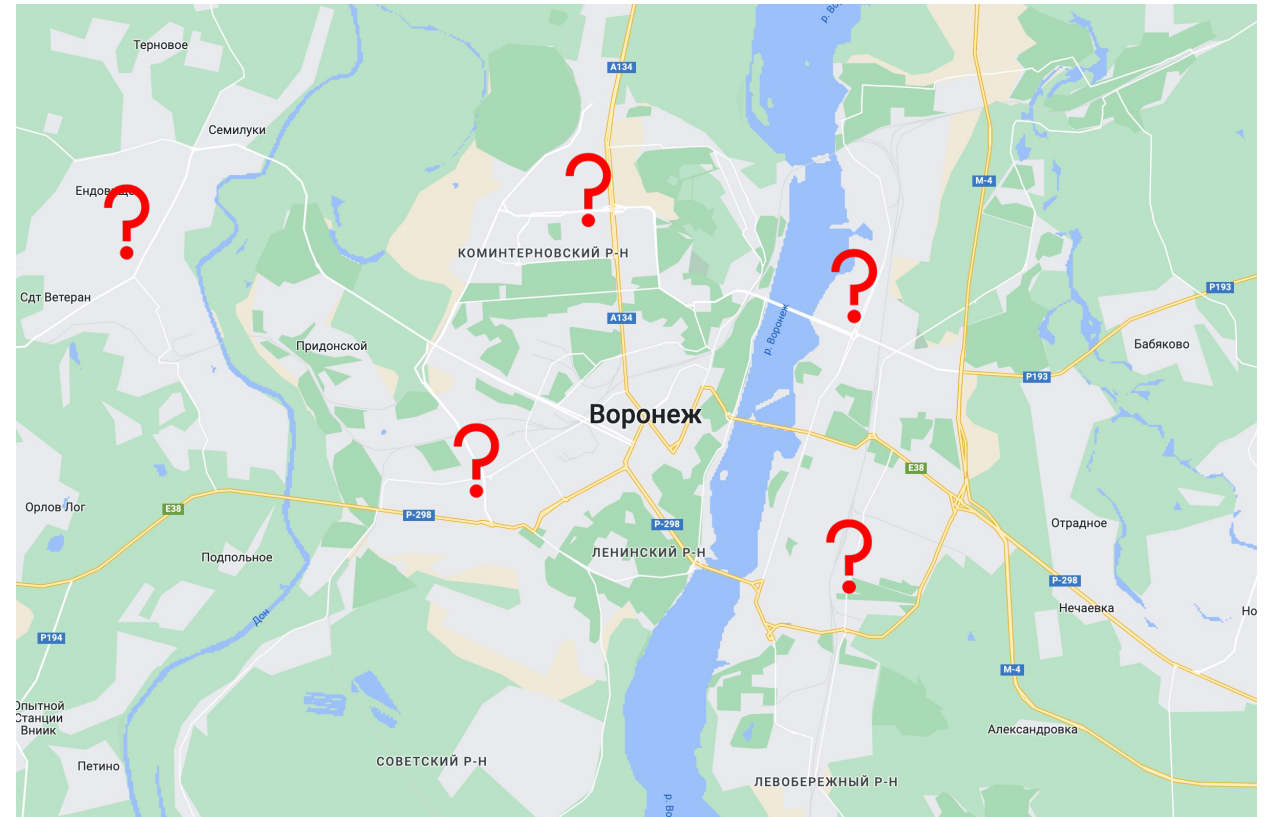 р. Во
Терновое
А134
Семилуки
М-4
Ендовище
КОМИНТЕРНОВСКИЙ Р-Н
?
?
?
Р193
Сдт Ветеран
А134
р. Воронеж
Придонской
Бабяково
Р193
Воронеж
?
Е38
Орлов Лог
Е38
Р-298
Р-298
Отрадное
?
Подпольное
ЛЕНИНСКИЙ Р-Н
Р-298
Нечаевка
Но
Дон
Р194
М-4
Опытной
Станции
Вниик
Александровка
СОВЕТСКИЙ Р-Н
Петино
ЛЕВОБЕРЕЖНЫЙ Р-Н
р. Во